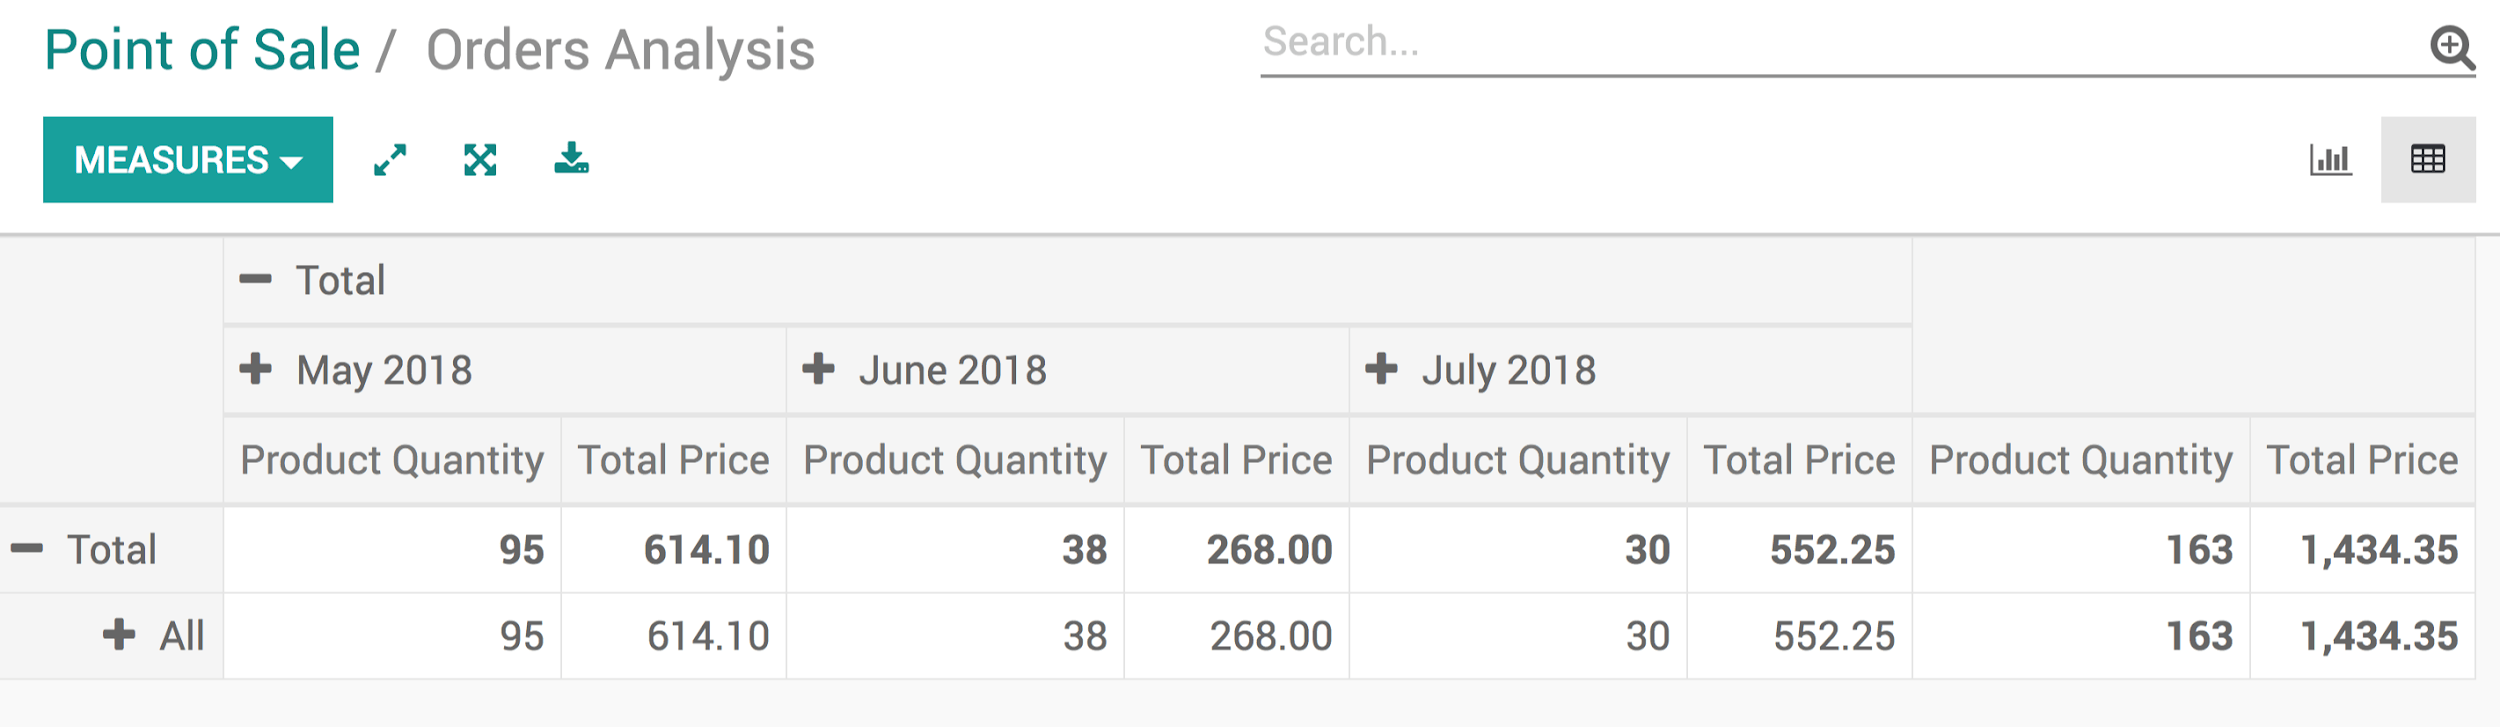 Point of Sale / Orders Analysis
Search...
MEASURES
Total
May 2018 June 2018 July 2018
Product Quantity Total Price Product Quantity Total Price Product Quantity Total Price Product Quantity Total Price
Total 95 614.10 38 268.00 30 552.25 163 1,434.35
All 95 614.10 38 268.00 30 552.25 163 1,434.35